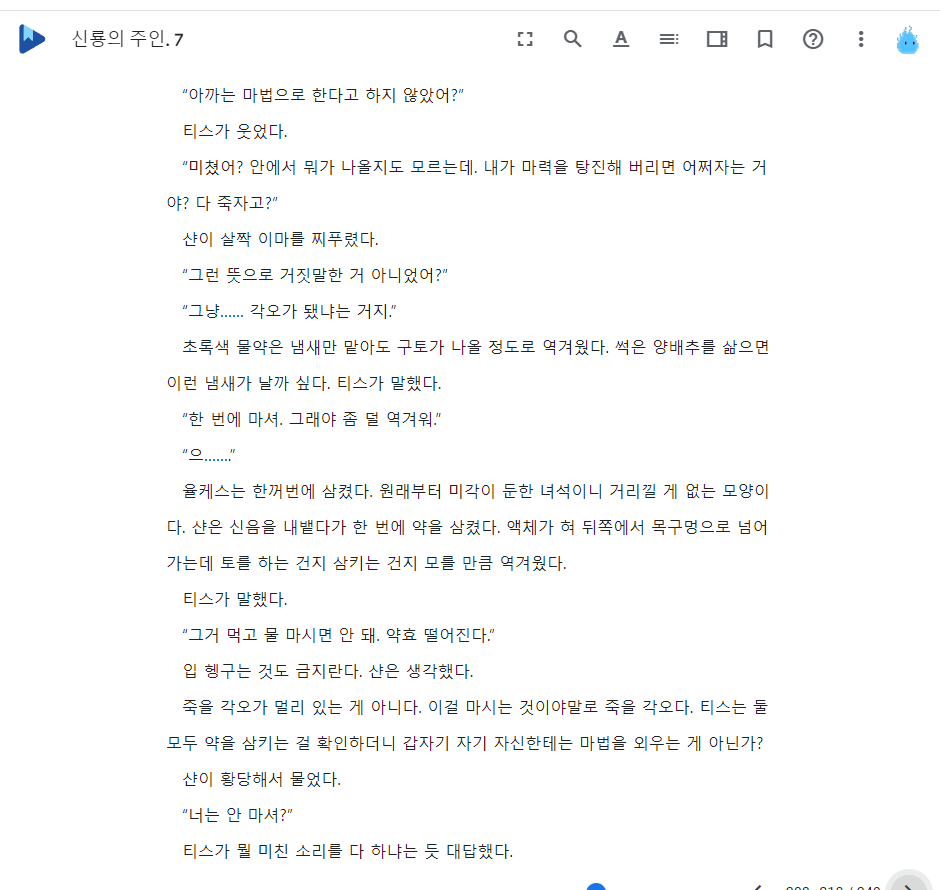 신룡의 주인. 7
“아까는 마법으로 한다고 하지 않았어?”
티스가 웃었다.
“미쳤어? 안에서 뭐가 나올지도 모르는데. 내가 마력을 탕진해 버리면 어쩌자는 거
야? 다 죽자고?”
샨이 살짝 이마를 찌푸렸다.
“그런 뜻으로 거짓말한 거 아니었어?”
“그냥...... 각오가 됐냐는 거지.”
초록색 물약은 냄새만 맡아도 구토가 나올 정도로 역겨웠다. 썩은 양배추를 삶으면
이런 냄새가 날까 싶다. 티스가 말했다.
“한 번에 마셔. 그래야 좀 덜 역겨워.”
“으.......”
율케스는 한꺼번에 삼켰다. 원래부터 미각이 둔한 녀석이니 거리낄 게 없는 모양이
다. 샨은 신음을 내뱉다가 한 번에 약을 삼켰다. 액체가 혀 뒤쪽에서 목구멍으로 넘어
가는데 토를 하는 건지 삼키는 건지 모를 만큼 역겨웠다.
티스가 말했다.
“그거 먹고 물 마시면 안 돼. 약효 떨어진다.”
입 헹구는 것도 금지란다. 샨은 생각했다.
죽을 각오가 멀리 있는 게 아니다. 이걸 마시는 것이야말로 죽을 각오다. 티스는 둘
모두 약을 삼키는 걸 확인하더니 갑자기 자기 자신한테는 마법을 외우는 게 아닌가?
샨이 황당해서 물었다.
“너는 안 마셔?”
티스가 뭘 미친 소리를 다 하냐는 듯 대답했다.